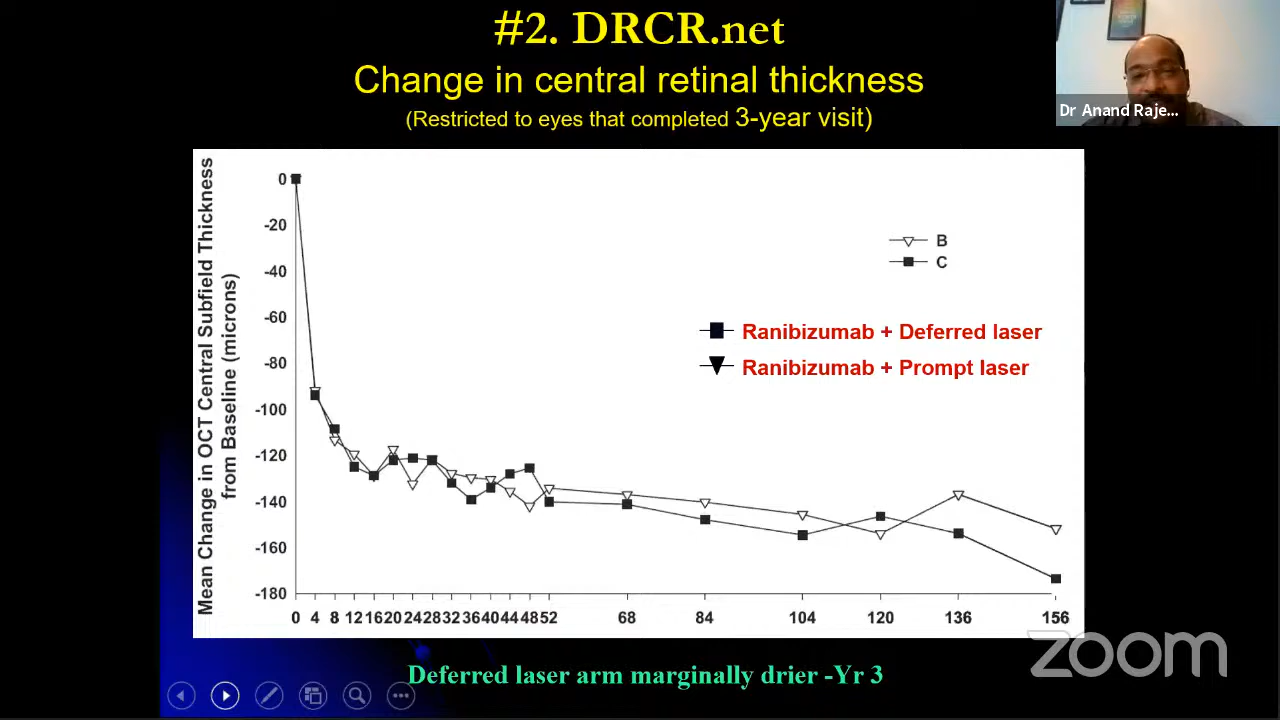 #2. DRCR.net
Change in central retinal thickness
(Restricted to eyes that completed 3-year visit)
Dr Anand Raje...
Mean Change in OCT Central Subfield Thickness
from Baseline (microns)
0
-20
-40
-60
-80
-100
-120
-140
-160
-180
B
C
Ranibizumab + Deferred laser
Ranibizumab + Prompt laser
0 4 8 12 16 20 24 28 32 36 40 44 48 52 68 84 104 120 136 156
zoom
Deferred laser arm marginally drier -Yr 3